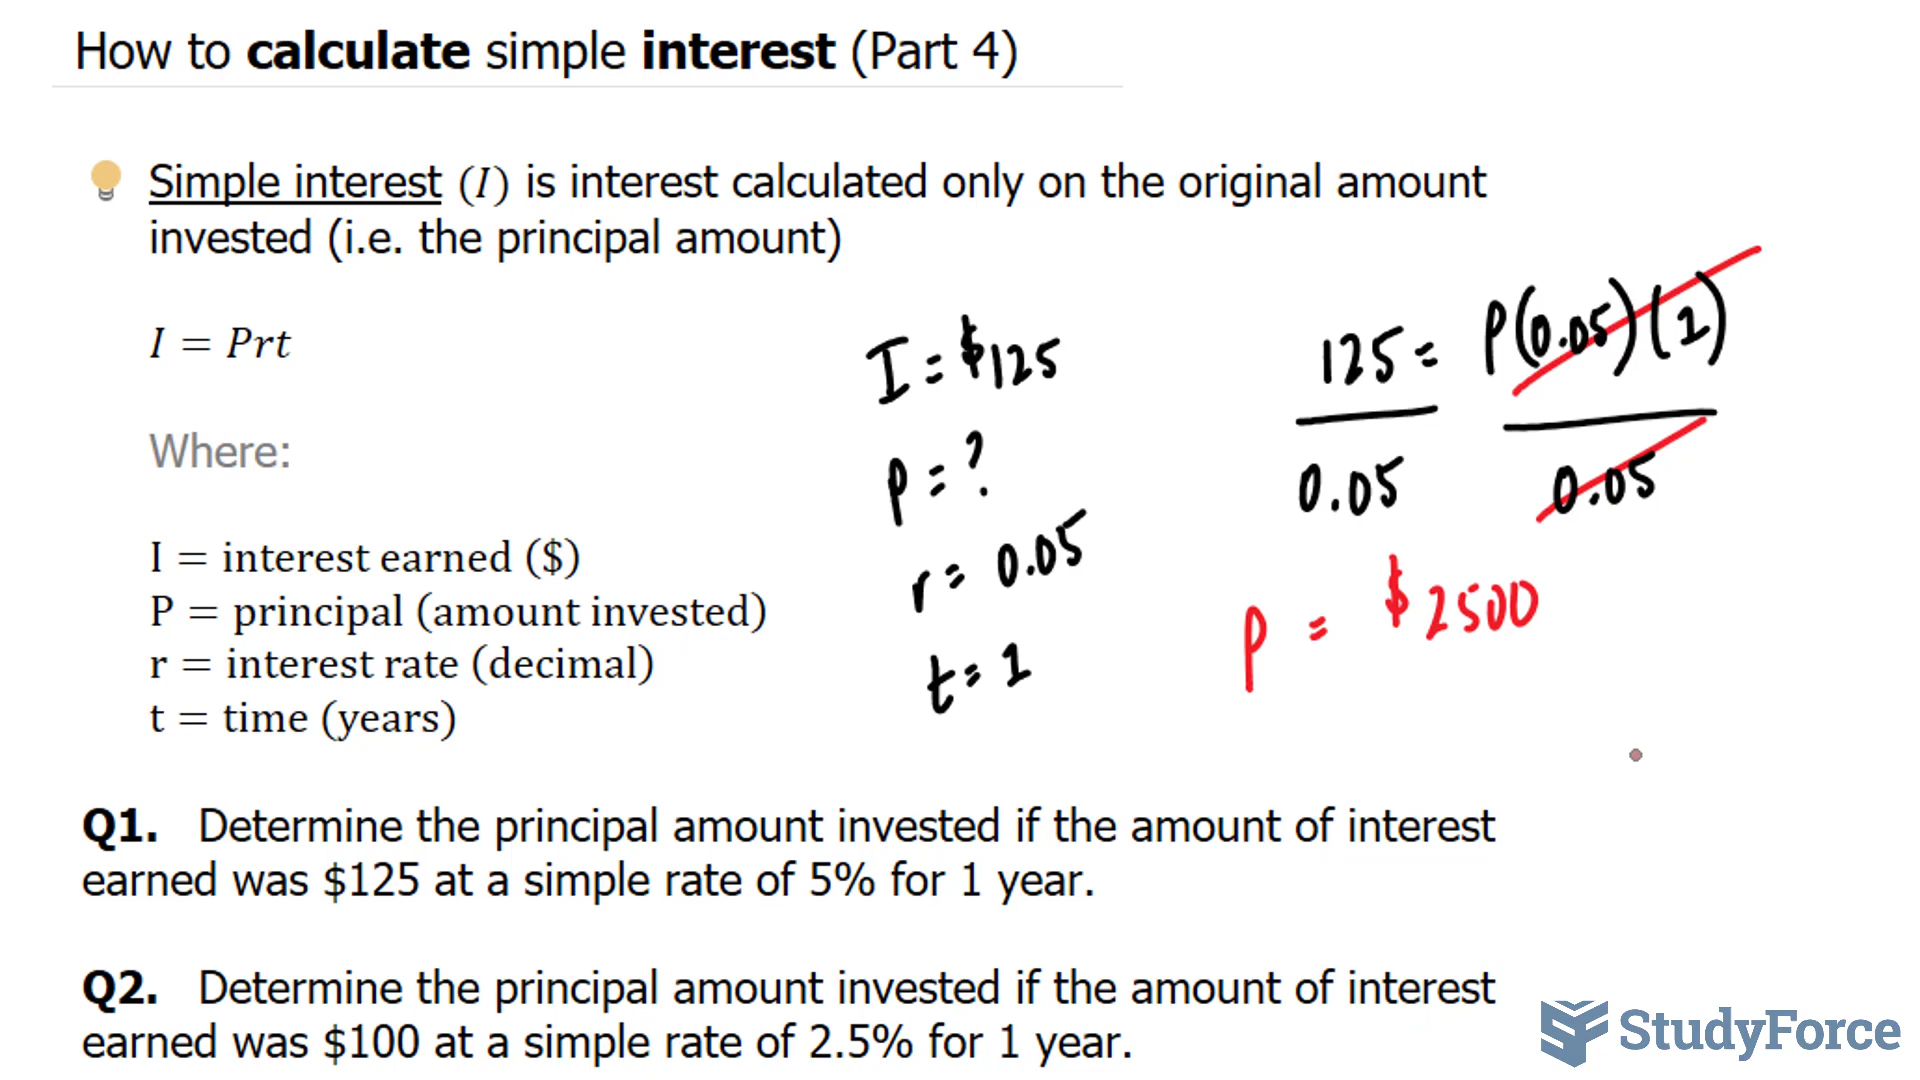 How to calculate simple interest (Part 4)
Simple interest (I) is interest calculated only on the original amount
invested (i.e. the principal amount)
I = Prt
Where:
I = interest earned ($)
P = principal (amount invested)
r = interest rate (decimal)
t = time (years)
I = $125
P = ?
r = 0.05
t = 1
125 = P(0.05)(1)
0.05 0.05
P = $2500
Q1. Determine the principal amount invested if the amount of interest
earned was $125 at a simple rate of 5% for 1 year.
Q2. Determine the principal amount invested if the amount of interest
earned was $100 at a simple rate of 2.5% for 1 year.
StudyForce